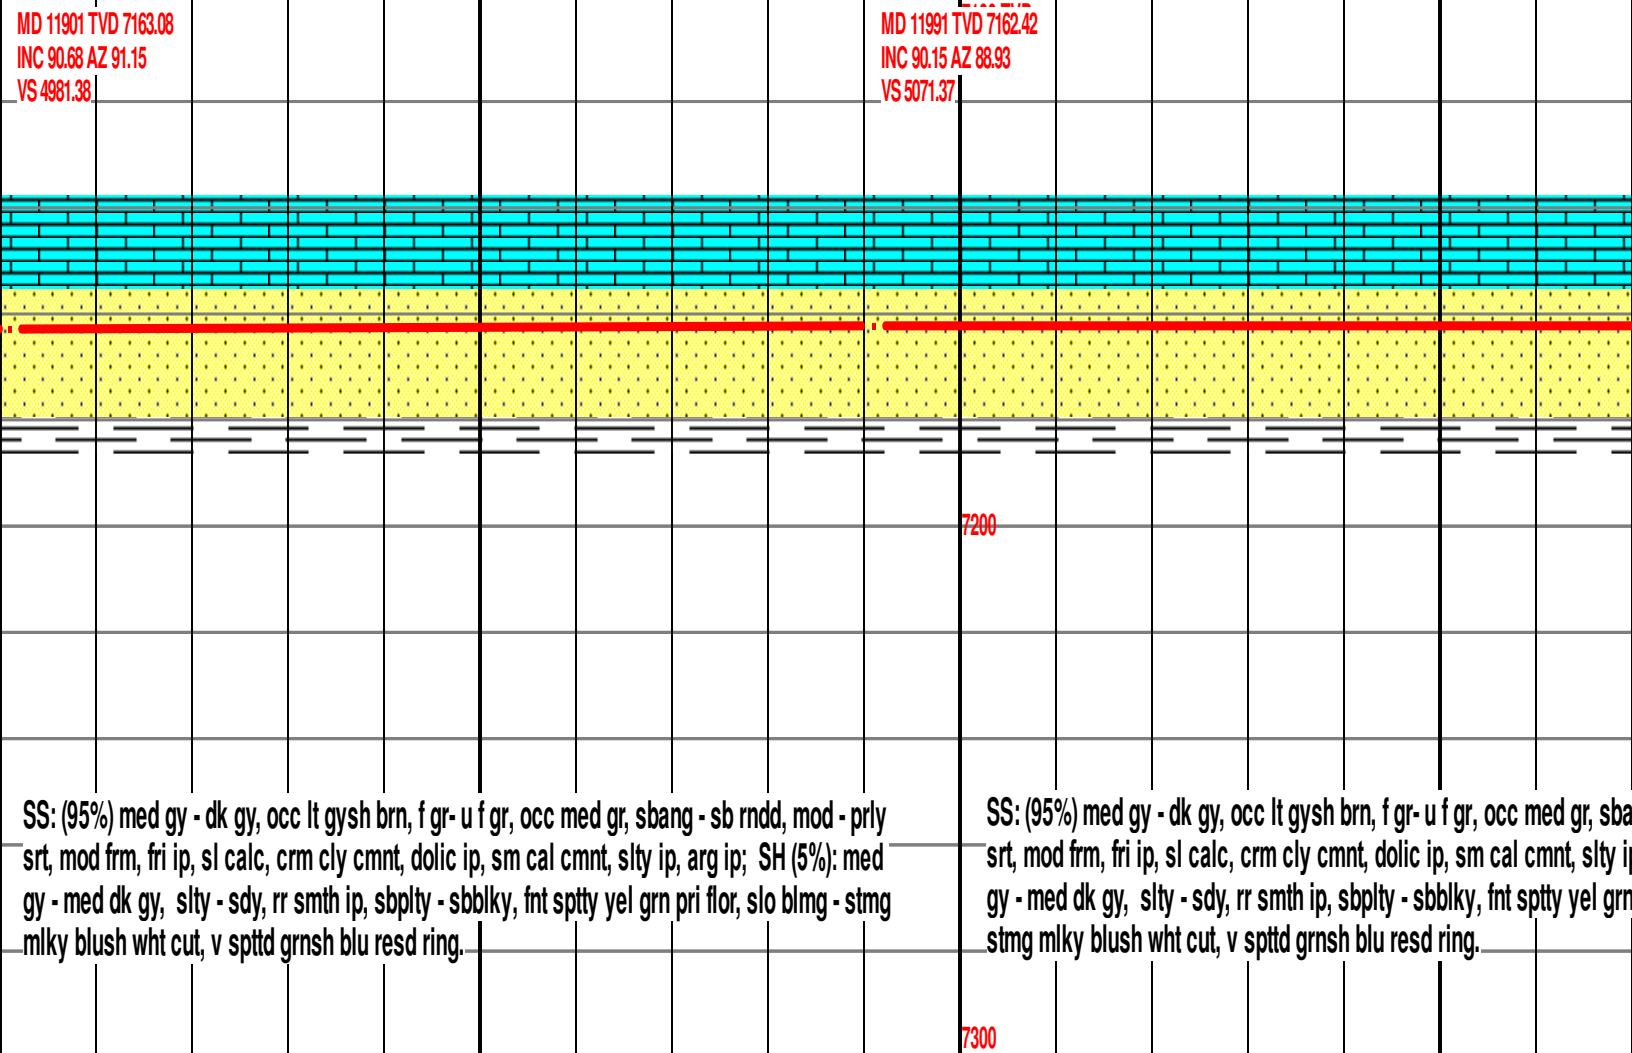 MD 11901 TVD 7163.08
INC 90.68 AZ 91.15
VS 4981.38
MD 11991 TVD 7162.42
INC 90.15 AZ 88.93
VS 5071.37
7200
SS: (95%) med gy - dk gy, occ lt gysh brn, f gr- u f gr, occ med gr, sbang - sb rndd, mod - prly
srt, mod frm, fri ip, sl calc, crm cly cmnt, dolic ip, sm cal cmnt, slty ip, arg ip;  SH (5%): med
gy - med dk gy,  slty - sdy, rr smth ip, sbplty - sbblky, fnt sptty yel grn pri flor, slo blmg - stmg
mlky blush wht cut, v spttd grnsh blu resd ring.
SS: (95%) med gy - dk gy, occ lt gysh brn, f gr- u f gr, occ med gr, sba
srt, mod frm, fri ip, sl calc, crm cly cmnt, dolic ip, sm cal cmnt, slty ip
gy - med dk gy,  slty - sdy, rr smth ip, sbplty - sbblky, fnt sptty yel grn
stmg mlky blush wht cut, v spttd grnsh blu resd ring.
7300